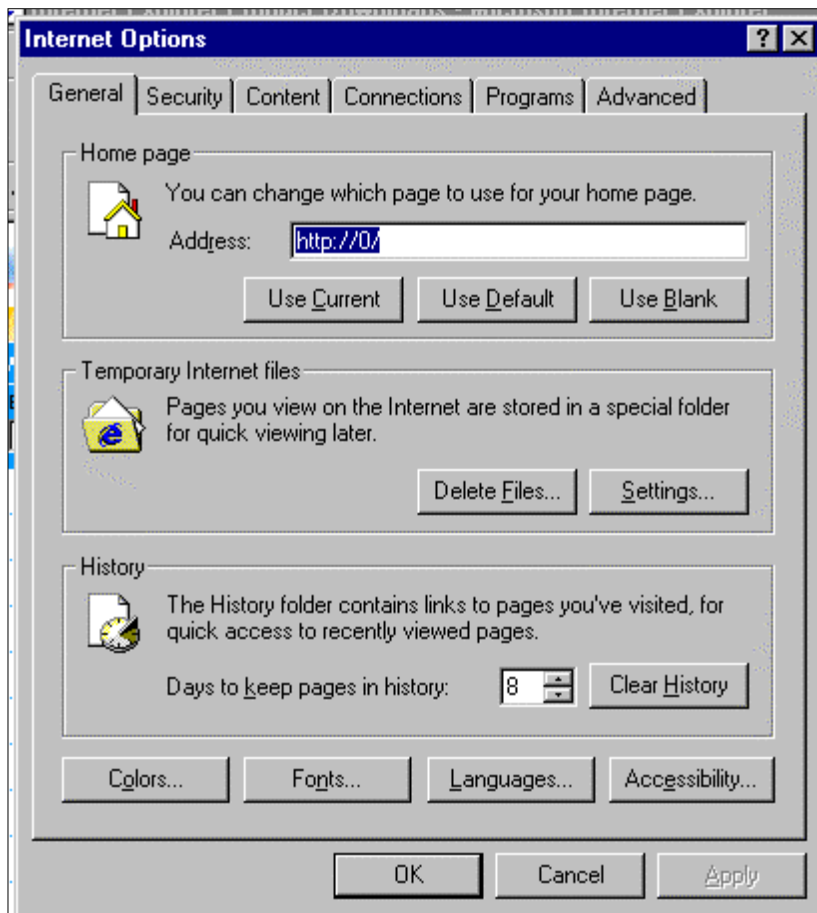 Internet Options
General Security Content Connections Programs Advanced
Home page
You can change which page to use for your home page.
Address: http://0/
Use Current Use Default Use Blank
Temporary Internet files
Pages you view on the Internet are stored in a special folder
for quick viewing later.
Delete Files... Settings...
History
The History folder contains links to pages you've visited, for
quick access to recently viewed pages.
Days to keep pages in history: 8 Clear History
Colors... Fonts... Languages... Accessibility...
OK Cancel Apply